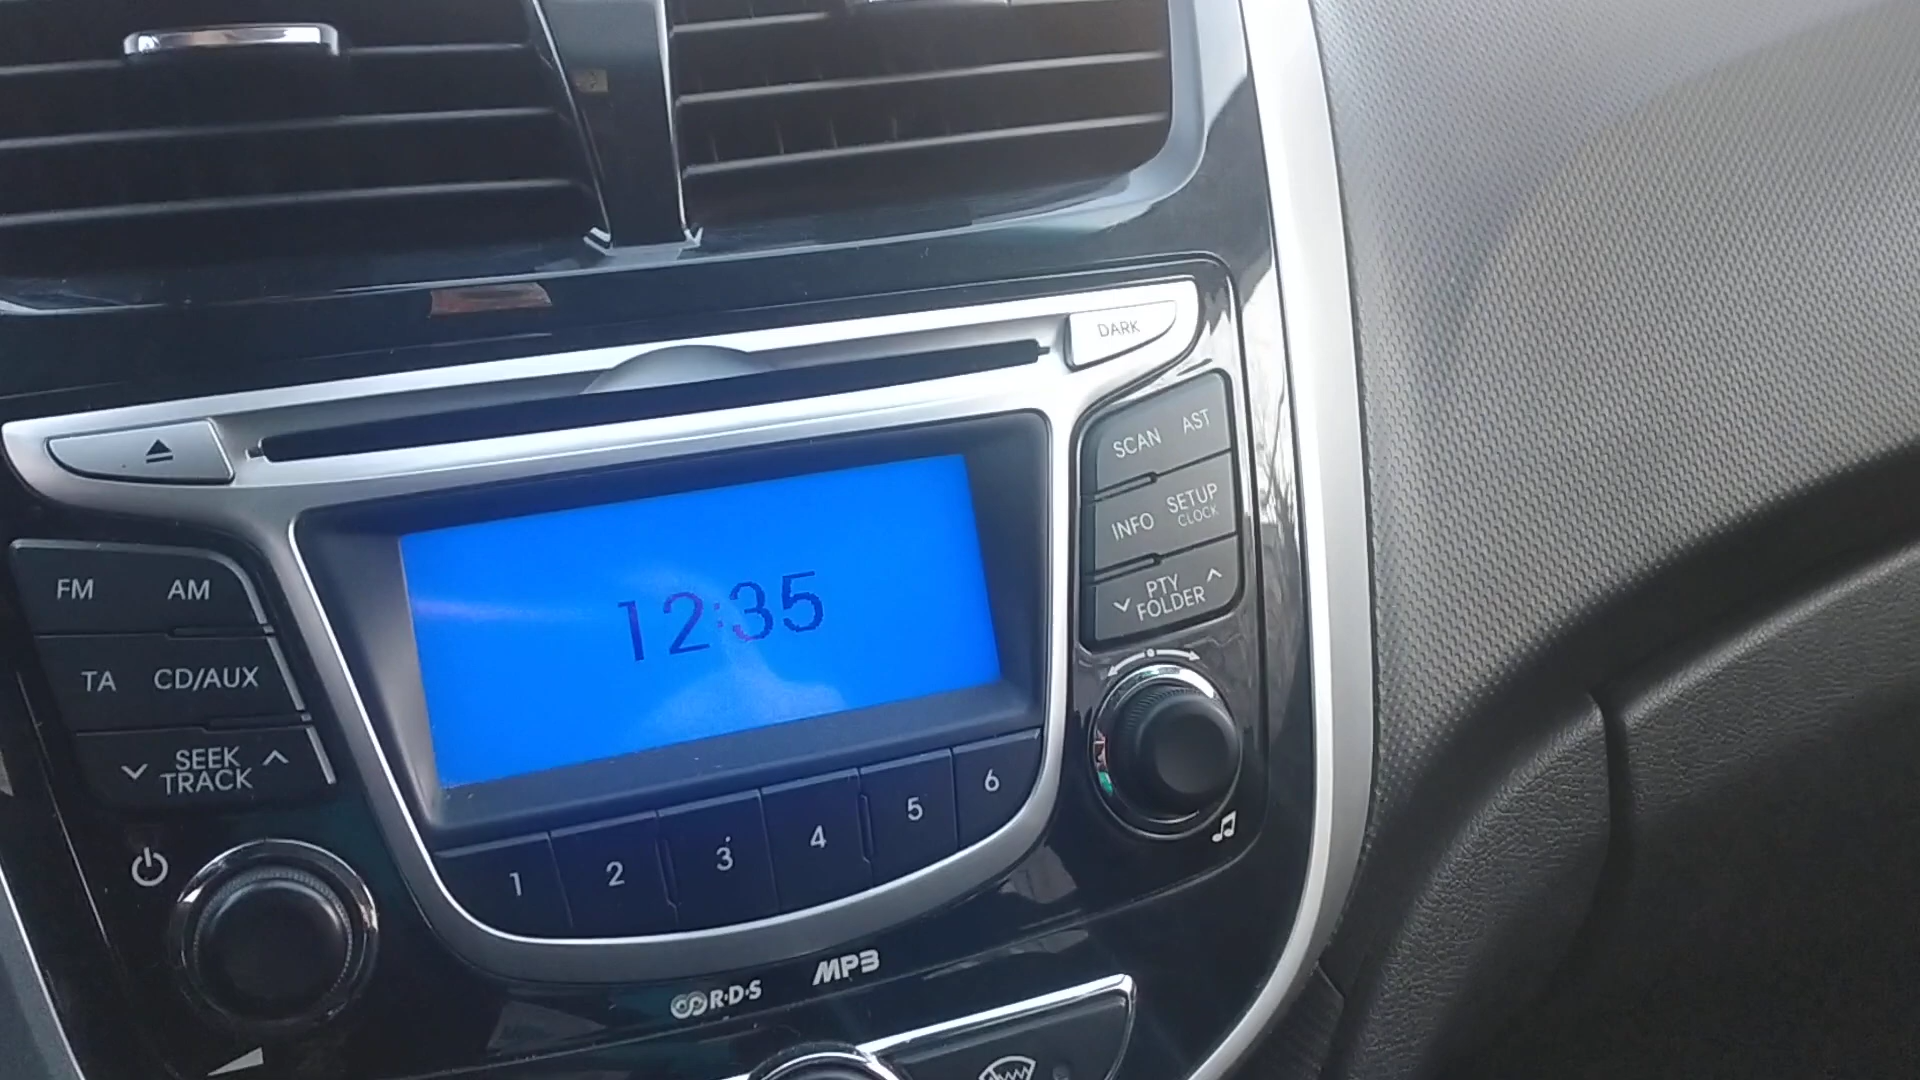 DARK
SCAN AST
INFO SETUP
CLOCK
PTY
FOLDER
12:35
FM AM
TA CD/AUX
SEEK
TRACK
1 2 3 4 5 6
R·D·S MP3